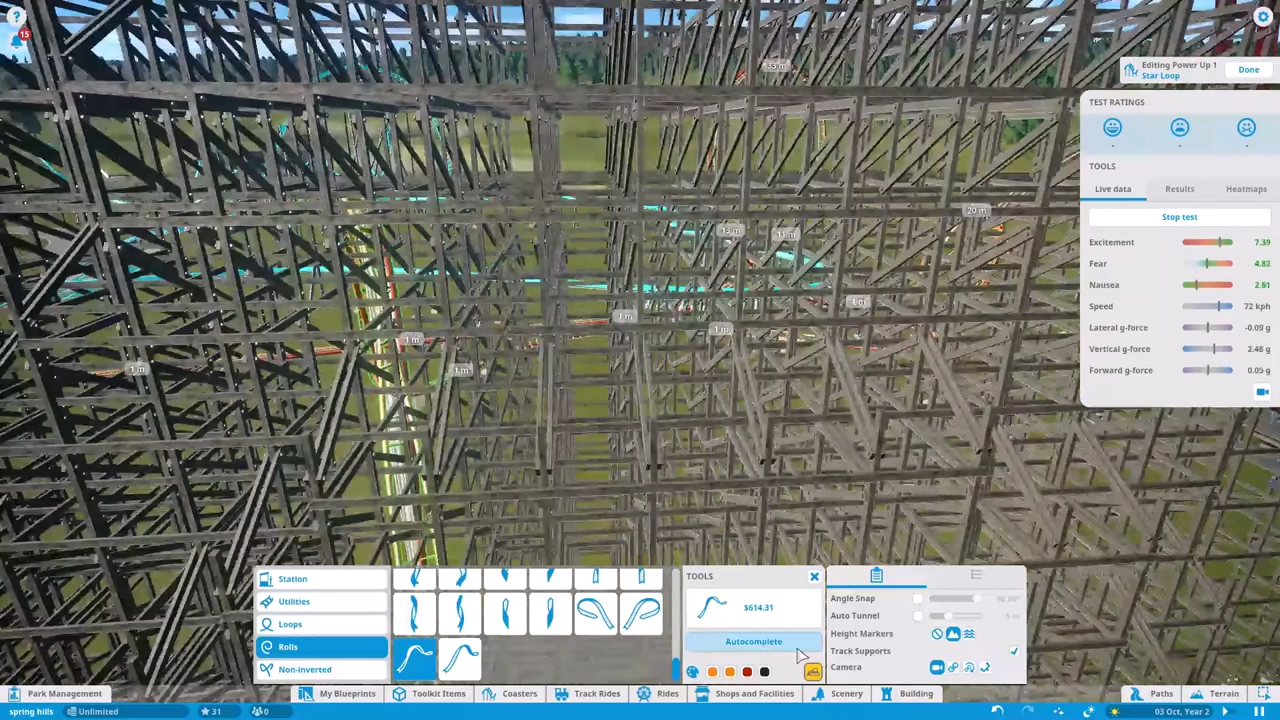 ?
15
33 m
Editing Power Up 1
Star Loop
Done
TEST RATINGS
- - -
TOOLS
Live data Results Heatmaps
Stop test
Excitement 7.39
Fear 4.82
Nausea 2.61
Speed 72 kph
Lateral g-force -0.09 g
Vertical g-force 2.48 g
Forward g-force 0.05 g
20 m
13 m
11 m
1 m
1 m
1 m
1 m
1 m
1 m
Station
Utilities
Loops
Rolls
Non-inverted
TOOLS
$614.31
Autocomplete
Angle Snap 90.00°
Auto Tunnel 5 m
Height Markers
Track Supports
Camera
Park Management
My Blueprints
Toolkit Items
Coasters
Track Rides
Rides
Shops and Facilities
Scenery
Building
Paths
Terrain
spring hills
Unlimited
31
0
03 Oct, Year 2